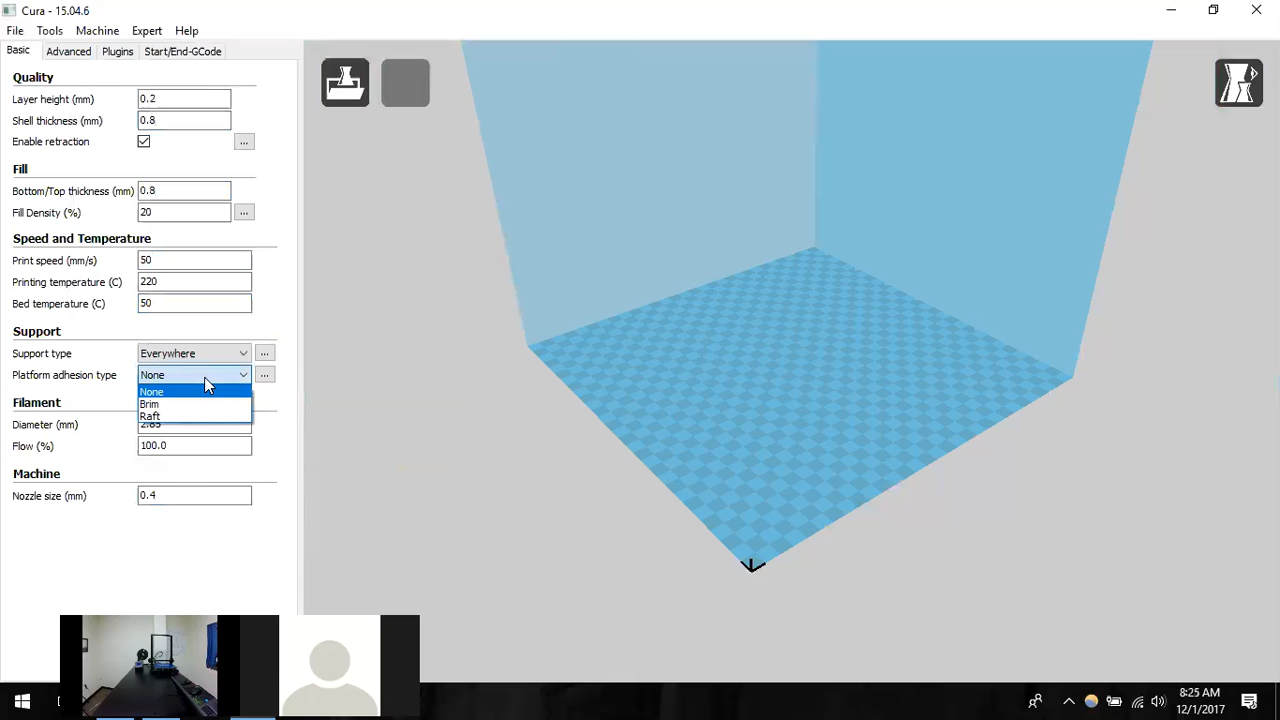 Cura - 15.04.6
File Tools Machine Expert Help
Basic Advanced Plugins Start/End-GCode
Quality
Layer height (mm) 0.2
Shell thickness (mm) 0.8
Enable retraction ...
Fill
Bottom/Top thickness (mm) 0.8
Fill Density (%) 20 ...
Speed and Temperature
Print speed (mm/s) 50
Printing temperature (C) 220
Bed temperature (C) 50
Support
Support type Everywhere ...
Platform adhesion type None ...
None
Brim
Raft
Filament
Diameter (mm) 2.85
Flow (%) 100.0
Machine
Nozzle size (mm) 0.4
8:25 AM
12/1/2017